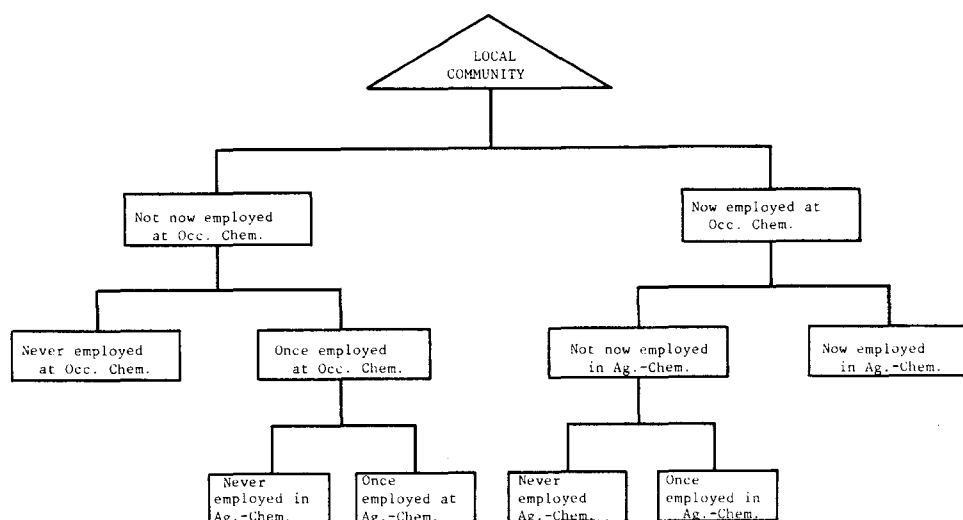 LOCAL
COMMUNITY
Not now employed
at Occ. Chem.
Now employed at
Occ. Chem.
Never employed
at Occ. Chem.
Once employed
at Occ. Chem.
Not now employed
in Ag.-Chem.
Now employed
in Ag.-Chem.
Never
employed in
Ag.-Chem.
Once
employed at
Ag.-Chem.
Never
employed
Ag.-Chem.
Once
employed in
Ag.-Chem.